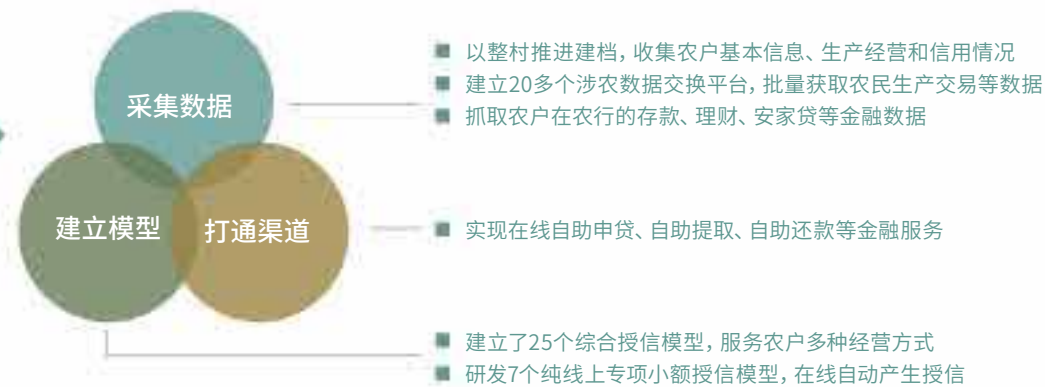 采集数据
■ 以整村推进建档，收集农户基本信息、生产经营和信用情况
■ 建立20多个涉农数据交换平台，批量获取农民生产交易等数据
■ 抓取农户在农行的存款、理财、安家贷等金融数据
建立模型
打通渠道
■ 实现在线自助申贷、自助提取、自助还款等金融服务
■ 建立了25个综合授信模型，服务农户多种经营方式
■ 研发7个纯线上专项小额授信模型，在线自动产生授信